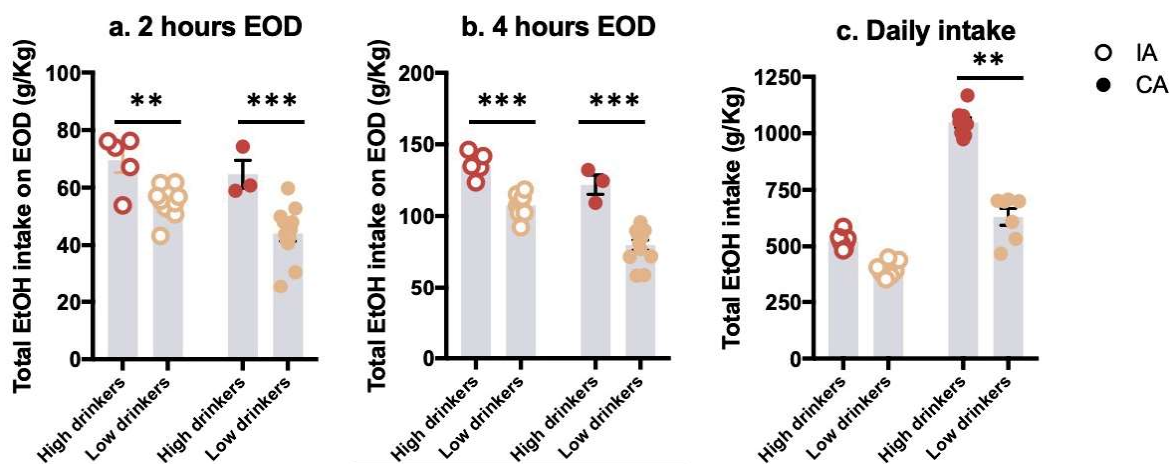 a. 2 hours EOD
Total EtOH intake on EOD (g/Kg)
100
80
60
40
20
0
**
***
High drinkers
Low drinkers
High drinkers
Low drinkers
b. 4 hours EOD
Total EtOH intake on EOD (g/Kg)
200
150
100
50
0
***
***
High drinkers
Low drinkers
High drinkers
Low drinkers
c. Daily intake
Total EtOH intake (g/Kg)
1250
1000
750
500
250
0
**
High drinkers
Low drinkers
High drinkers
Low drinkers
IA
CA